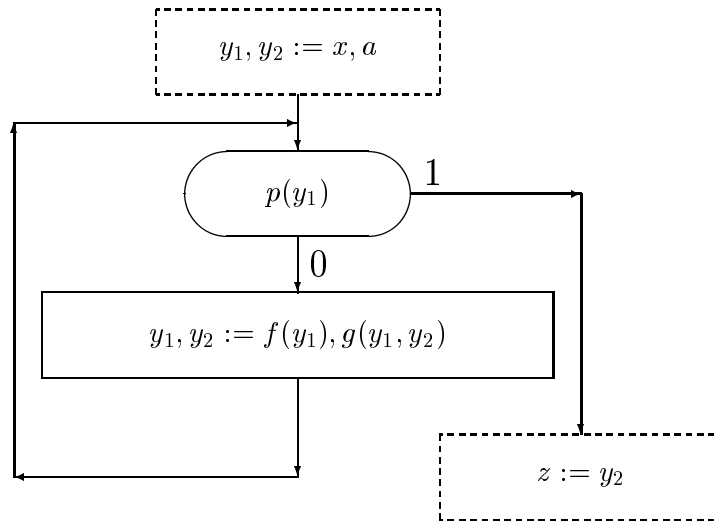 y₁, y₂ := x, a
p(y₁)
1
0
y₁, y₂ := f(y₁), g(y₁, y₂)
z := y₂